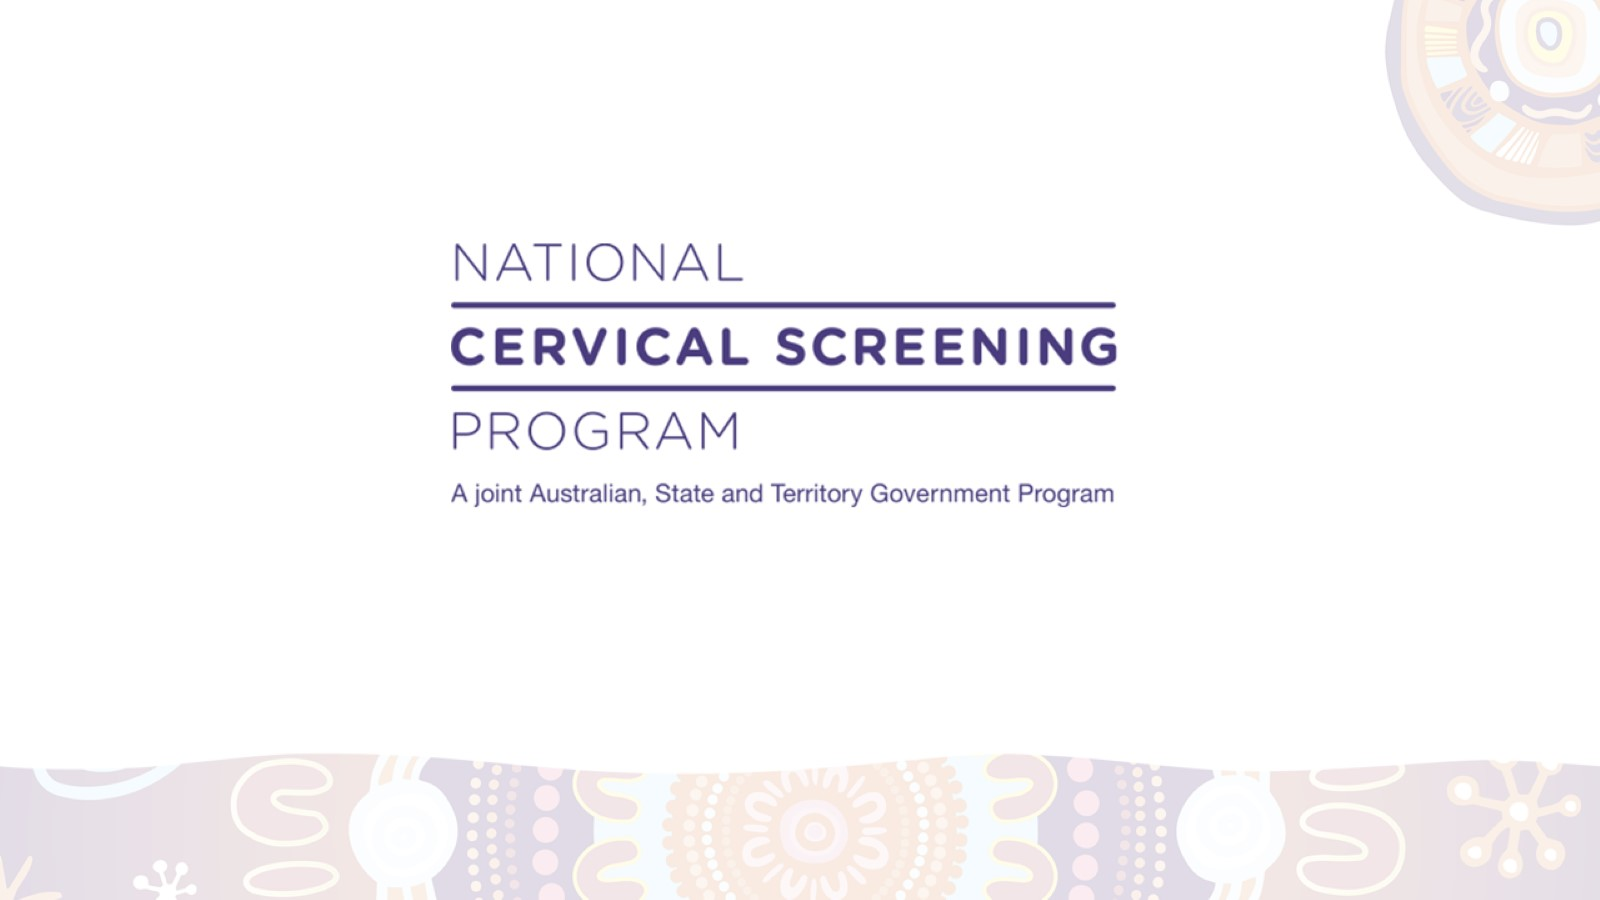 NATIONAL
CERVICAL SCREENING
PROGRAM
A joint Australian, State and Territory Government Program